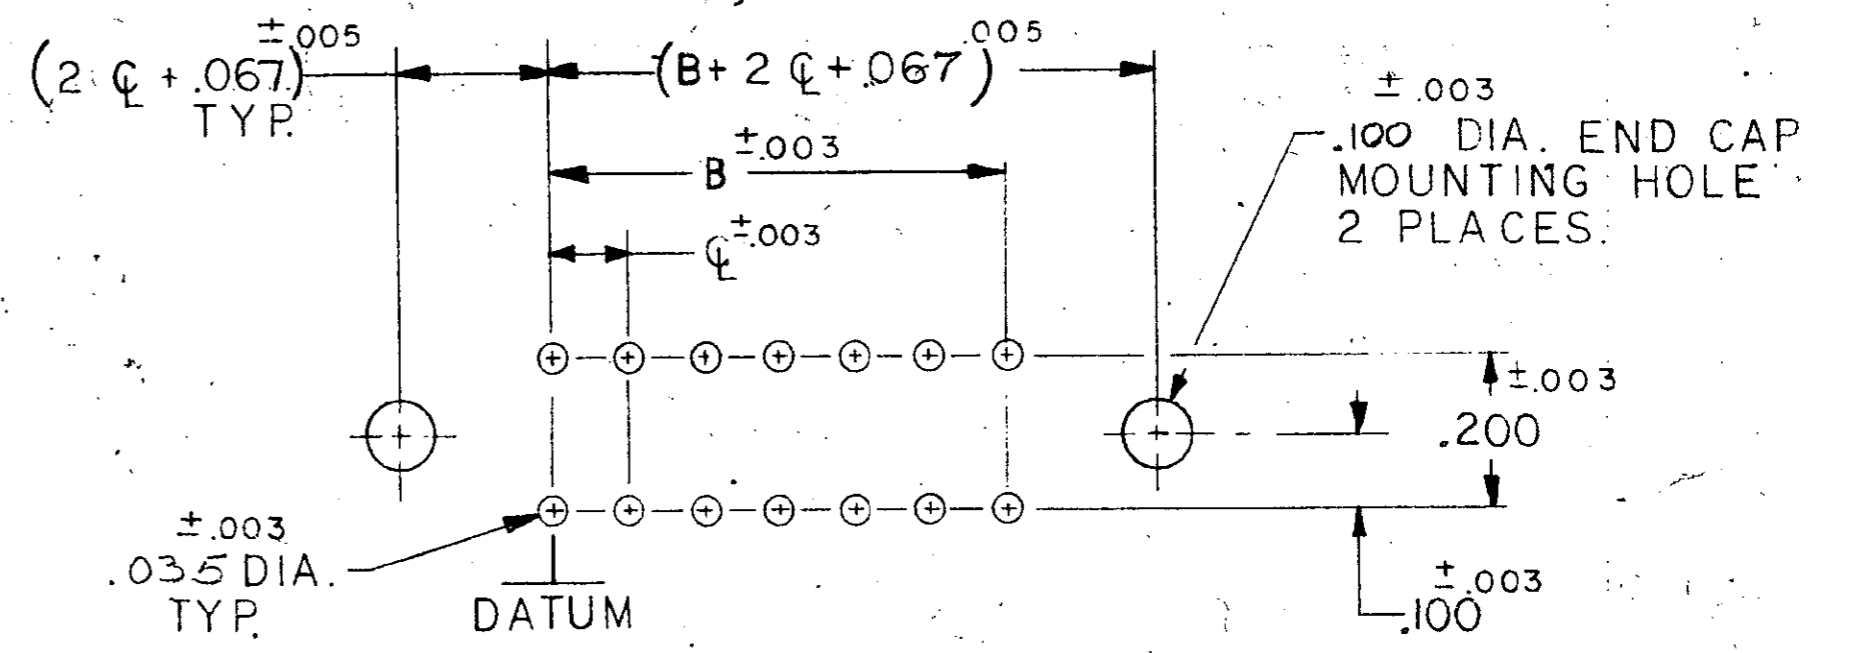 ±.005
(2 ℄ + .067)
TYP.
.005
(B + 2 ℄ + .067)
B ±.003
℄ ±.003
±.003
.100 DIA. END CAP
MOUNTING HOLE
2 PLACES.
±.003
.200
±.003
.035 DIA.
TYP.
DATUM
±.003
.100